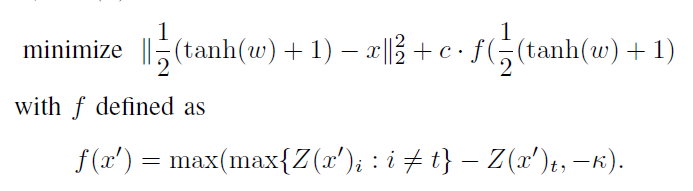 minimize ‖½(tanh(w) + 1) − x‖₂² + c · f(½(tanh(w) + 1)
with f defined as
f(x′) = max(max{Z(x′)ᵢ : i ≠ t} − Z(x′)ₜ, −κ).